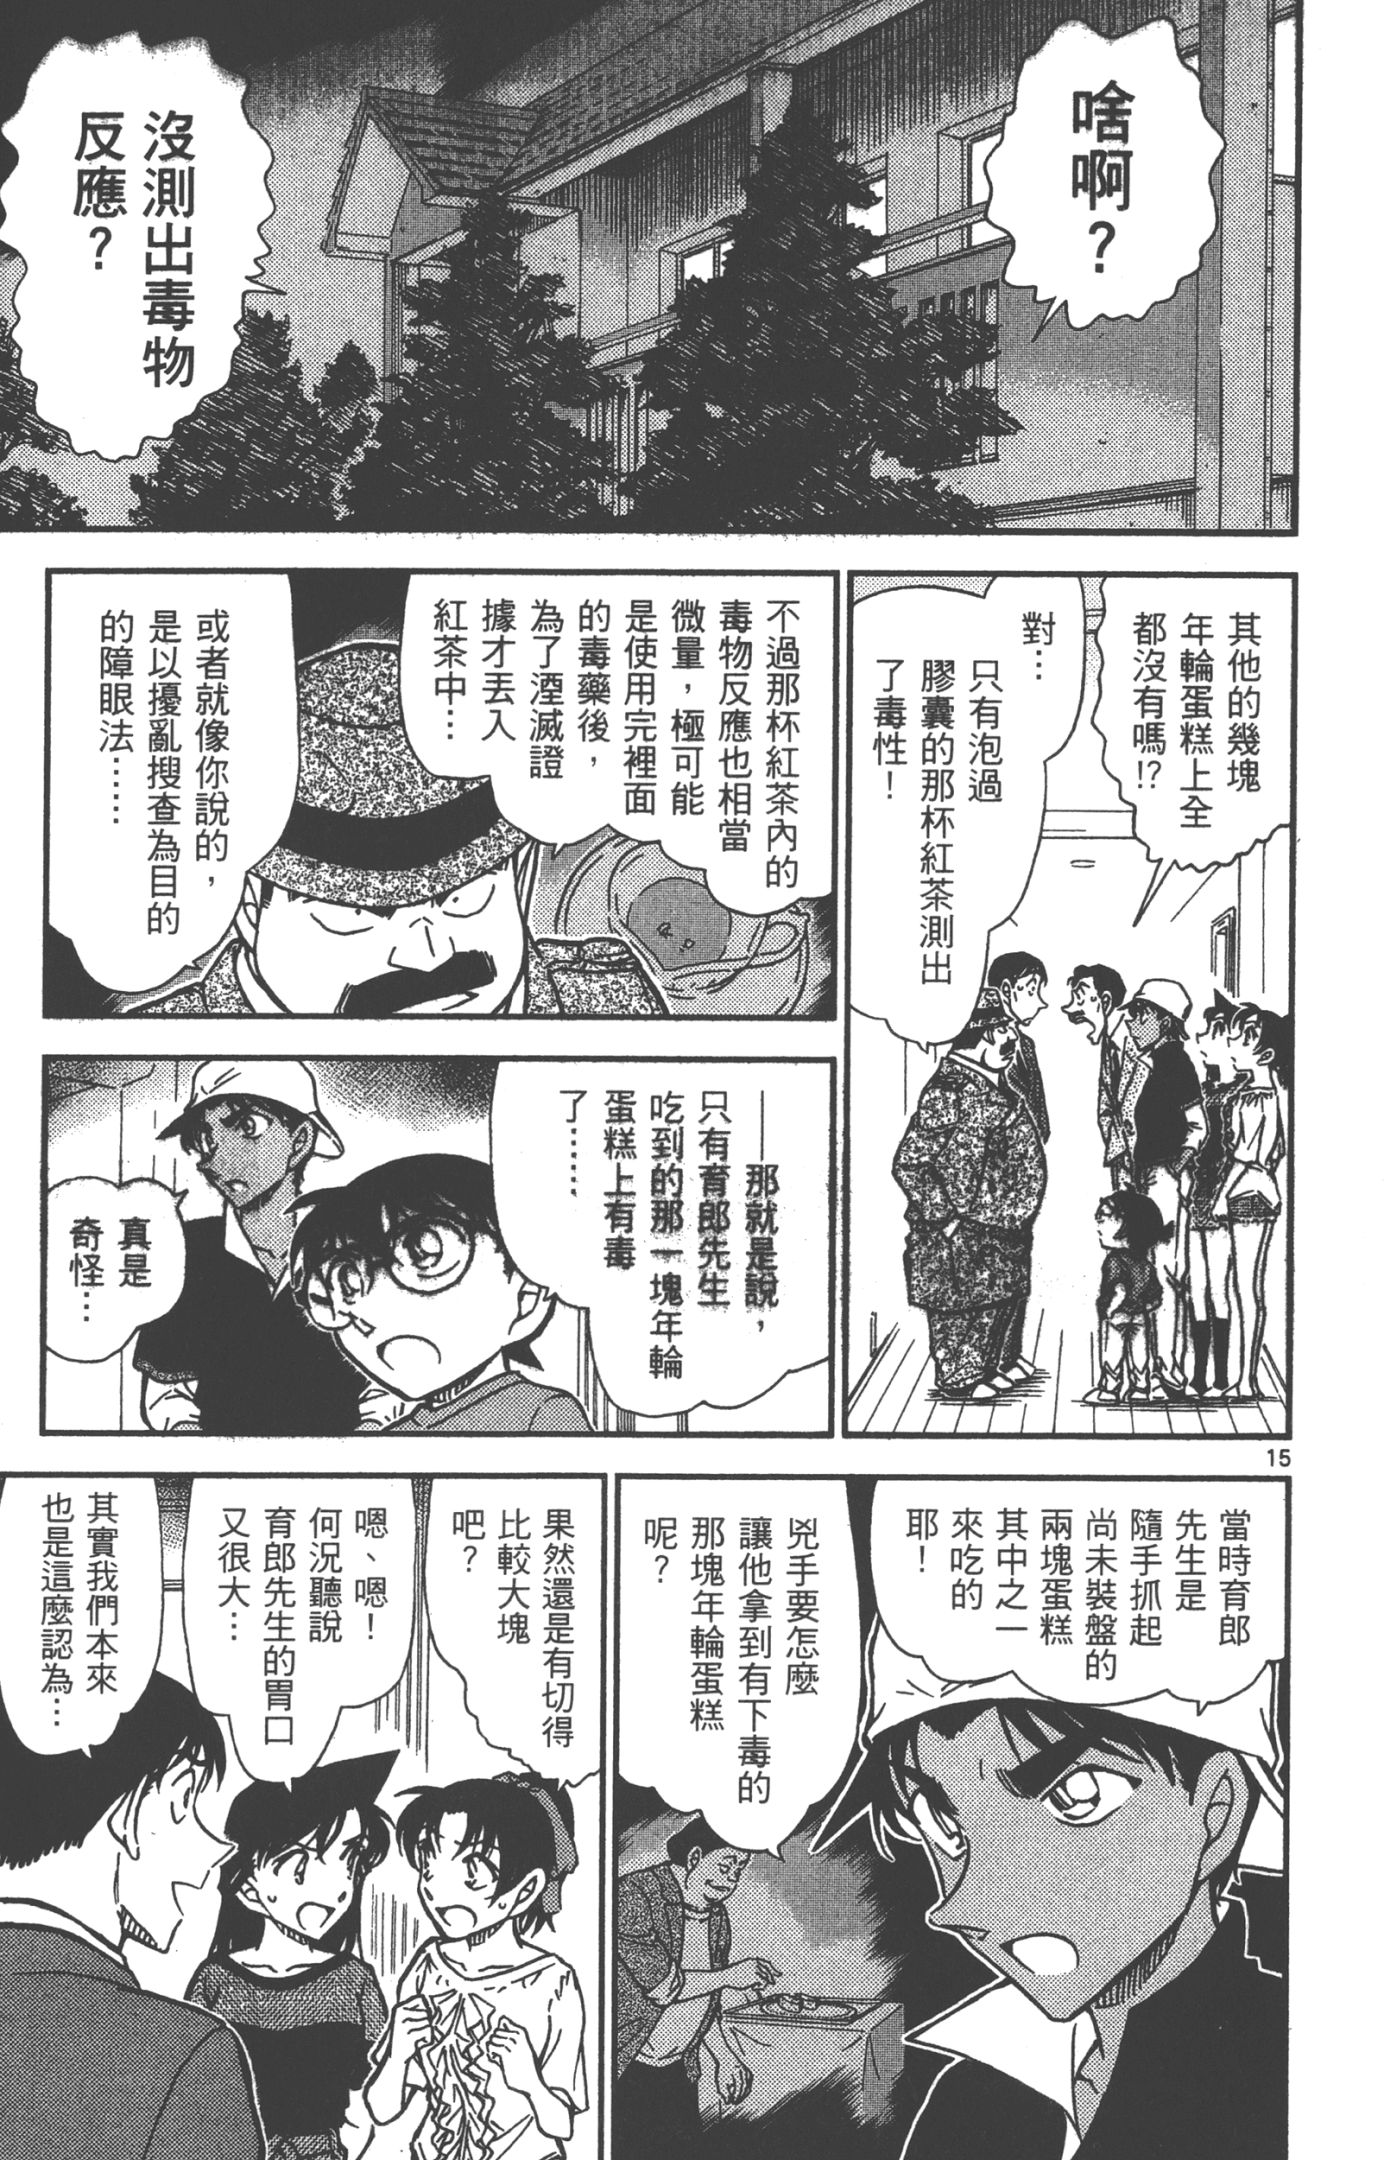 啥啊？
沒測出毒物
反應？
其他的幾塊
年輪蛋糕上全
都沒有嗎!?
對…
只有泡過
膠囊的那杯紅茶測出
了毒性！
不過那杯紅茶內的
毒物反應也相當
微量，極可能
是使用完裡面
的毒藥後，
為了湮滅證
據才丟入
紅茶中…
或者就像你說的，
是以擾亂搜查為目的
的障眼法……
——那就是說，
只有育郎先生
吃到的那一塊年輪
蛋糕上有毒
了……
真是
奇怪…
15
當時育郎
先生是
隨手抓起
尚未裝盤的
兩塊蛋糕
其中之一
來吃的
耶！
兇手要怎麼
讓他拿到有下毒的
那塊年輪蛋糕
呢？
果然還是有切得
比較大塊
吧？
嗯、嗯！
何況聽說
育郎先生的胃口
又很大…
其實我們本來
也是這麼認為…